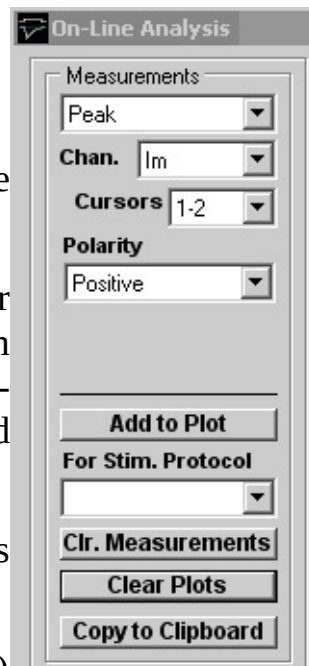 On-Line Analysis
Measurements
Peak
Chan. Im
Cursors 1-2
Polarity
Positive
Add to Plot
For Stim. Protocol
Clr. Measurements
Clear Plots
Copy to Clipboard